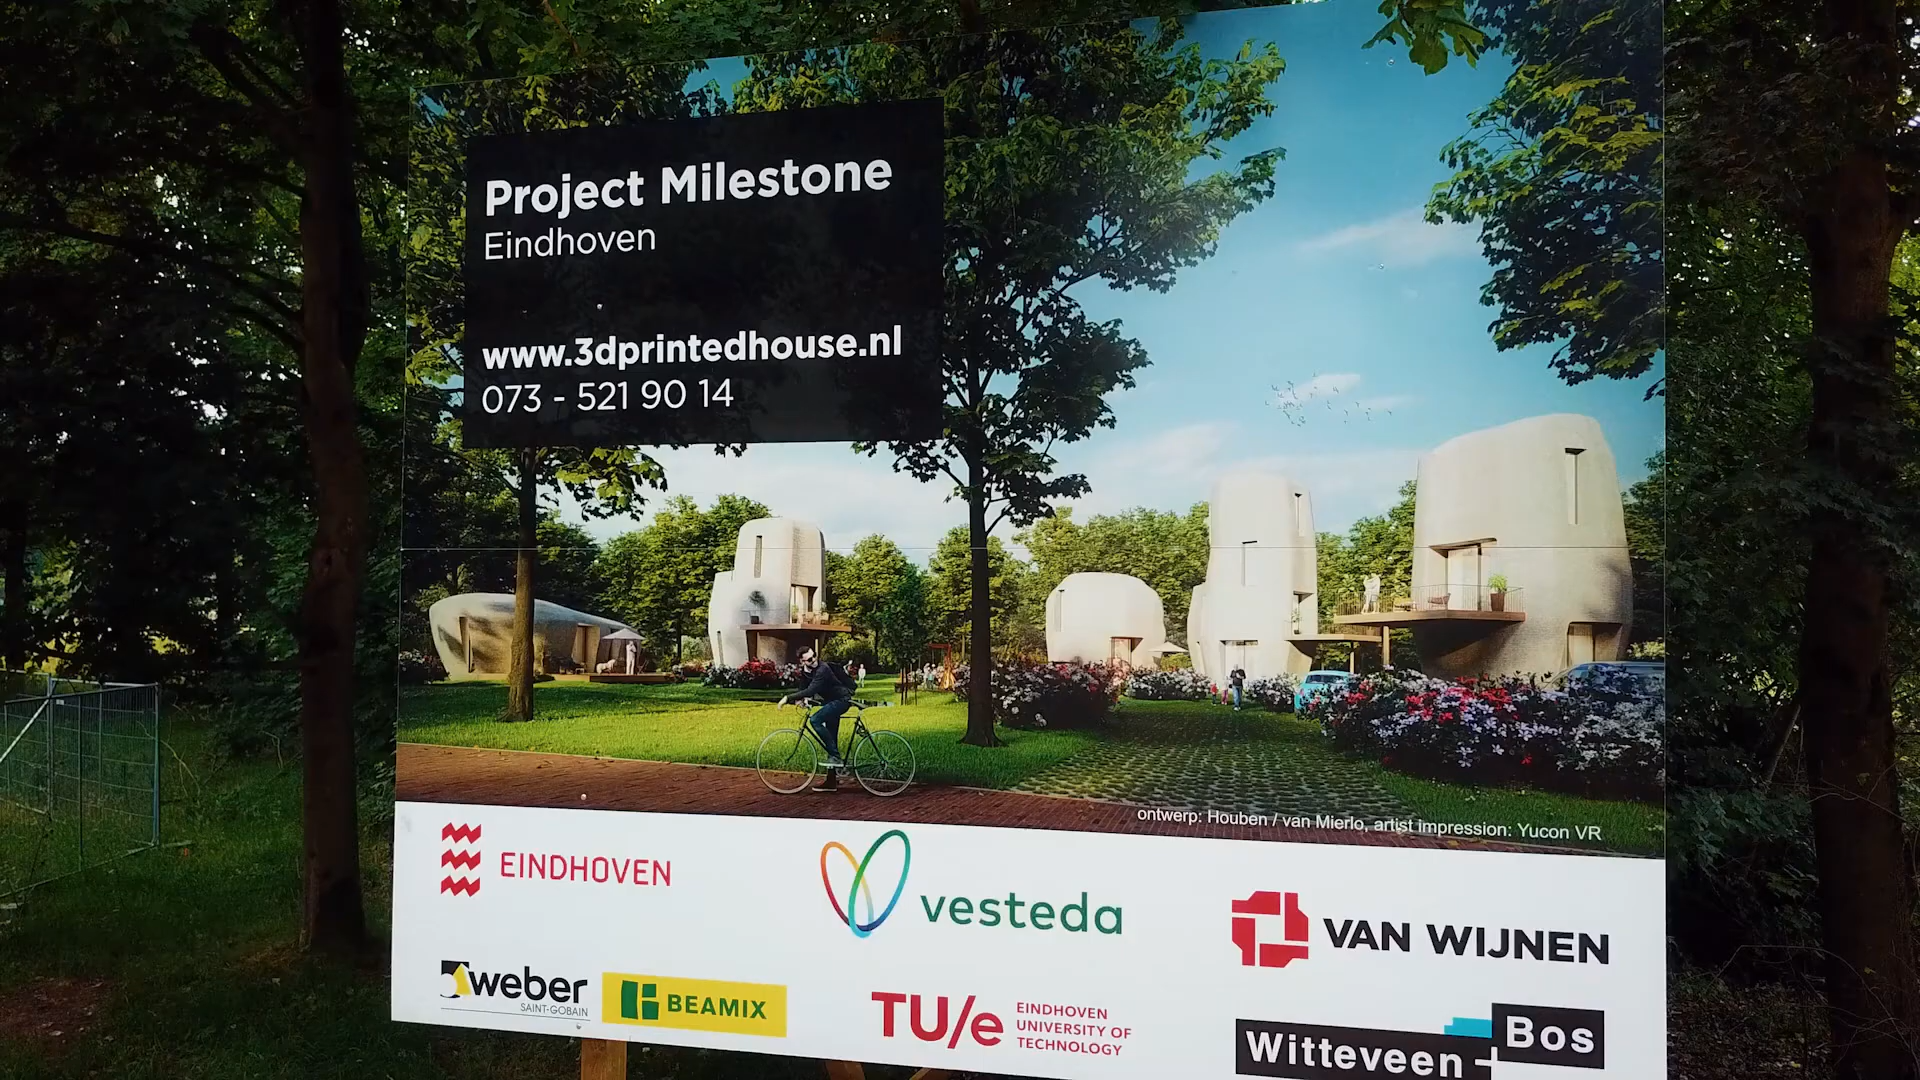 Project Milestone
Eindhoven
www.3dprintedhouse.nl
073 - 521 90 14
ontwerp: Houben / van Mierlo, artist impression: Yucon VR
EINDHOVEN
vesteda
VAN WIJNEN
weber
SAINT-GOBAIN
BEAMIX
TU/e
EINDHOVEN
UNIVERSITY OF
TECHNOLOGY
Witteveen+
Bos